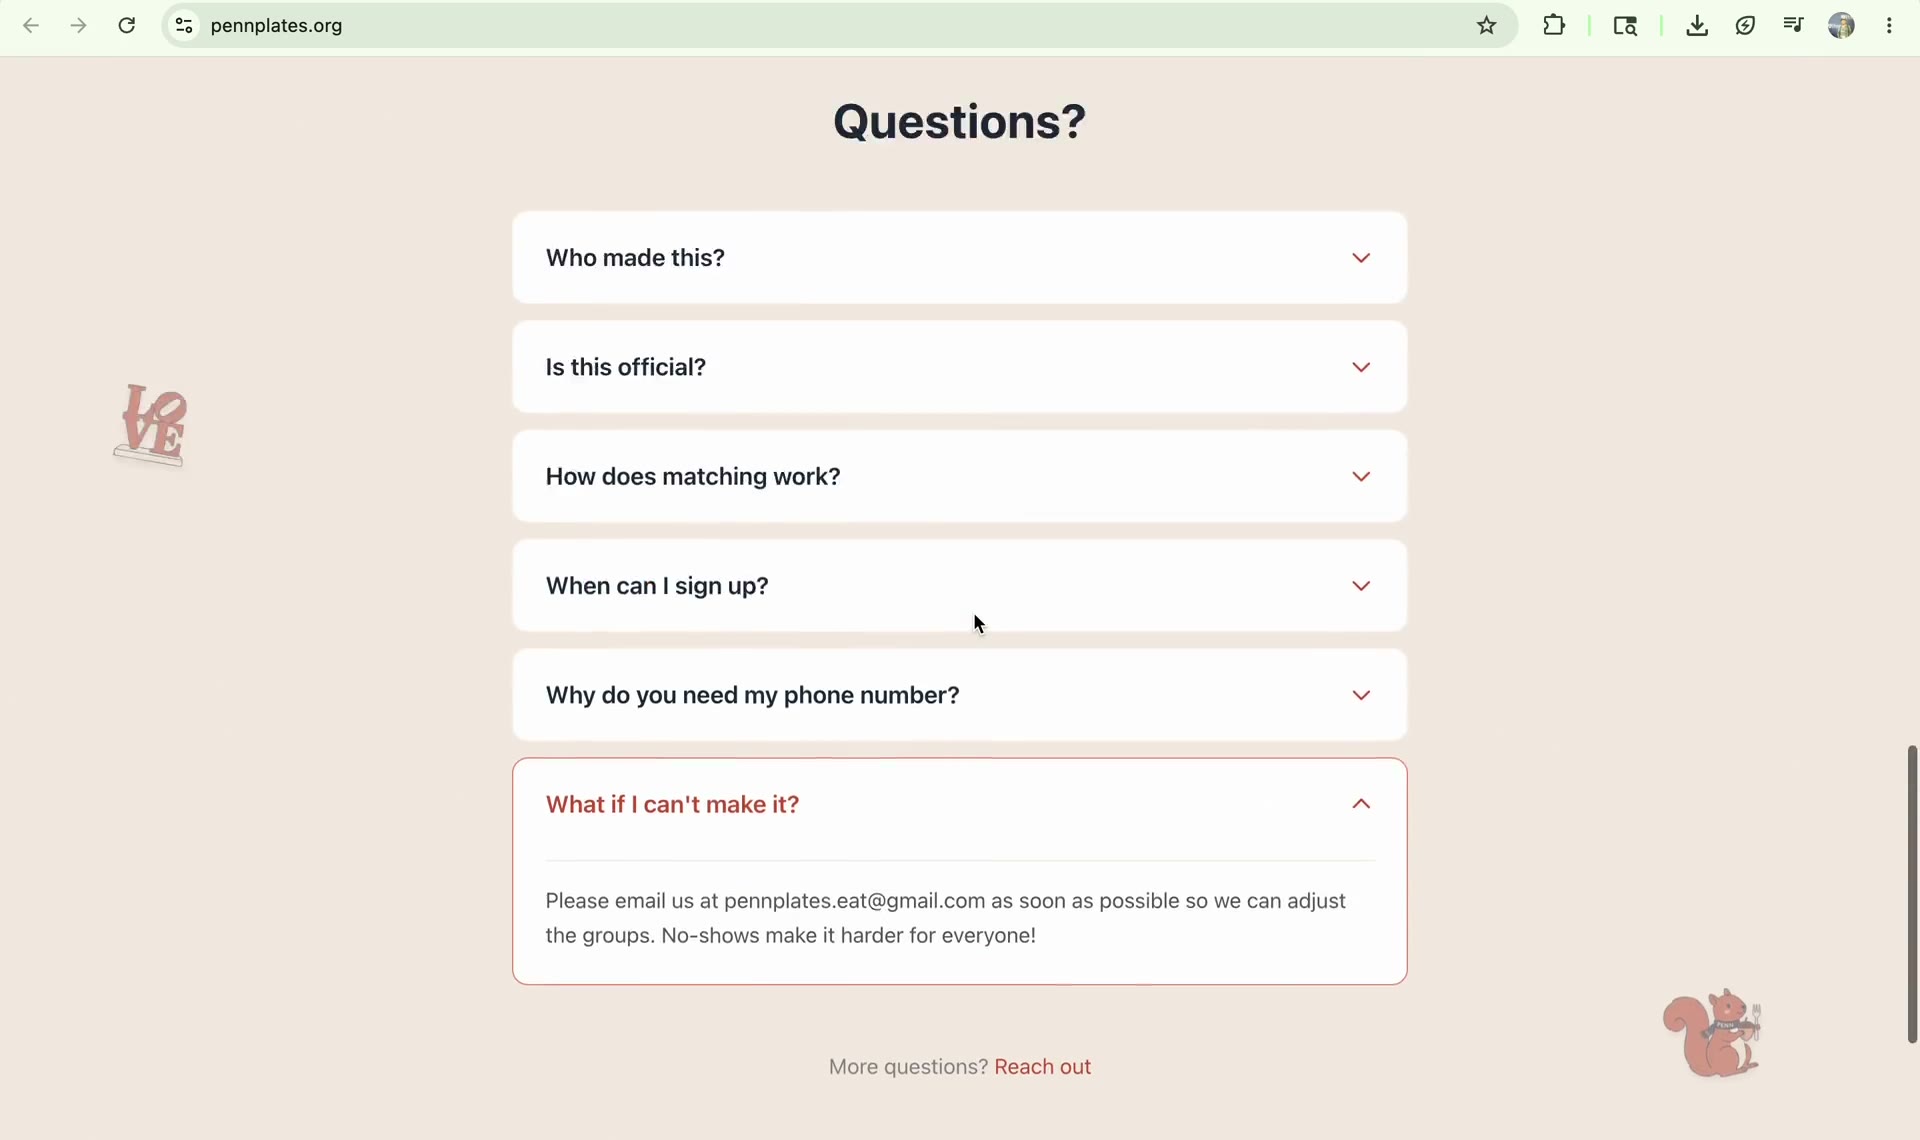 pennplates.org
Questions?
Who made this?
Is this official?
LO
VE
How does matching work?
When can I sign up?
Why do you need my phone number?
What if I can't make it?
Please email us at pennplates.eat@gmail.com as soon as possible so we can adjust
the groups. No-shows make it harder for everyone!
PENN
More questions? Reach out